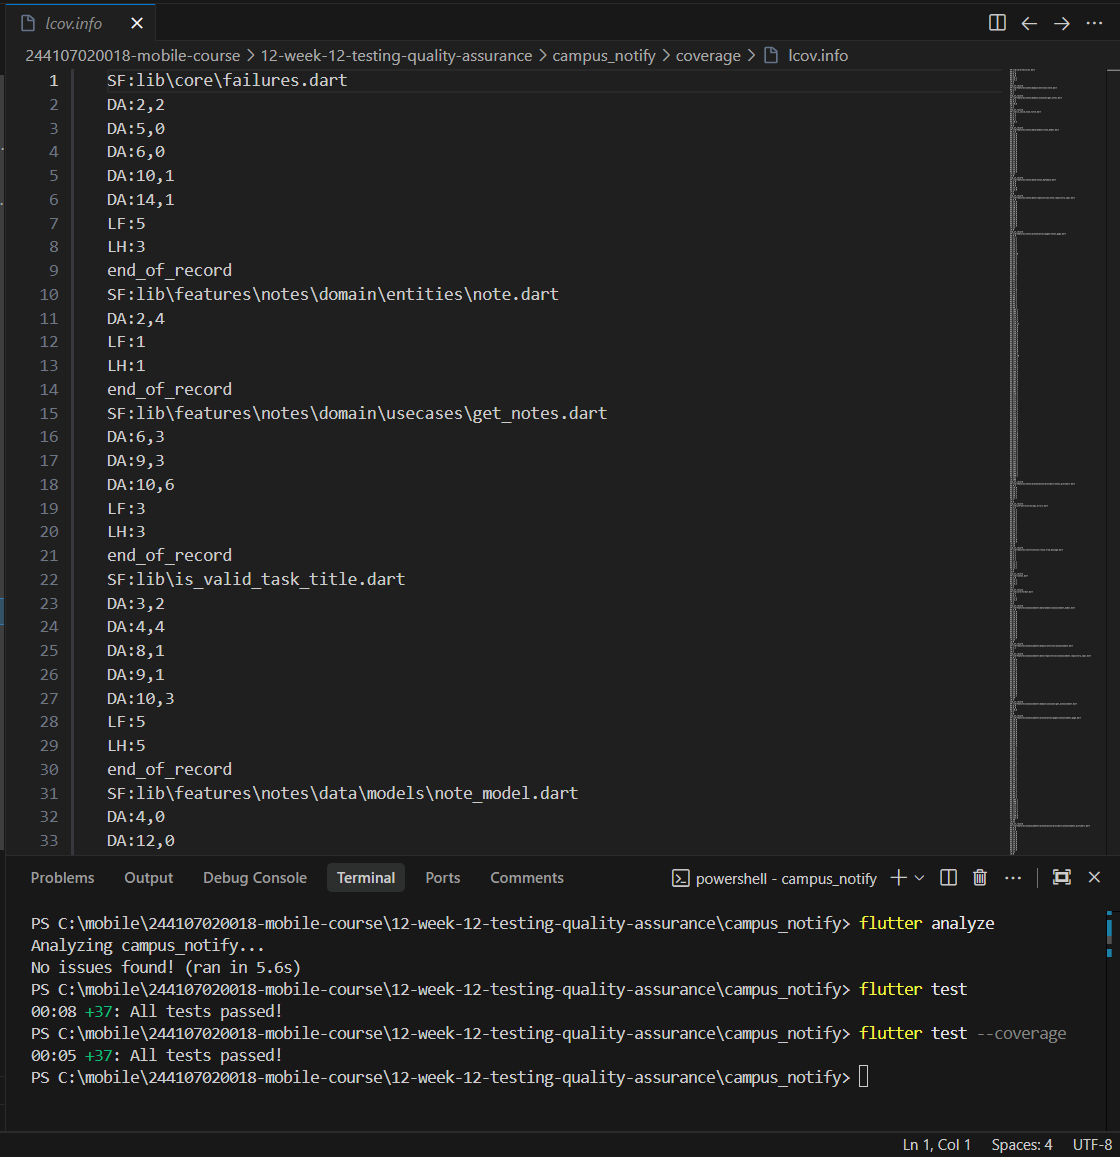 lcov.info
244107020018-mobile-course > 12-week-12-testing-quality-assurance > campus_notify > coverage > lcov.info
1 SF:lib\core\failures.dart
2 DA:2,2
3 DA:5,0
4 DA:6,0
5 DA:10,1
6 DA:14,1
7 LF:5
8 LH:3
9 end_of_record
10 SF:lib\features\notes\domain\entities\note.dart
11 DA:2,4
12 LF:1
13 LH:1
14 end_of_record
15 SF:lib\features\notes\domain\usecases\get_notes.dart
16 DA:6,3
17 DA:9,3
18 DA:10,6
19 LF:3
20 LH:3
21 end_of_record
22 SF:lib\is_valid_task_title.dart
23 DA:3,2
24 DA:4,4
25 DA:8,1
26 DA:9,1
27 DA:10,3
28 LF:5
29 LH:5
30 end_of_record
31 SF:lib\features\notes\data\models\note_model.dart
32 DA:4,0
33 DA:12,0
Problems Output Debug Console Terminal Ports Comments powershell - campus_notify
PS C:\mobile\244107020018-mobile-course\12-week-12-testing-quality-assurance\campus_notify> flutter analyze
Analyzing campus_notify...
No issues found! (ran in 5.6s)
PS C:\mobile\244107020018-mobile-course\12-week-12-testing-quality-assurance\campus_notify> flutter test
00:08 +37: All tests passed!
PS C:\mobile\244107020018-mobile-course\12-week-12-testing-quality-assurance\campus_notify> flutter test --coverage
00:05 +37: All tests passed!
PS C:\mobile\244107020018-mobile-course\12-week-12-testing-quality-assurance\campus_notify>
Ln 1, Col 1 Spaces: 4 UTF-8